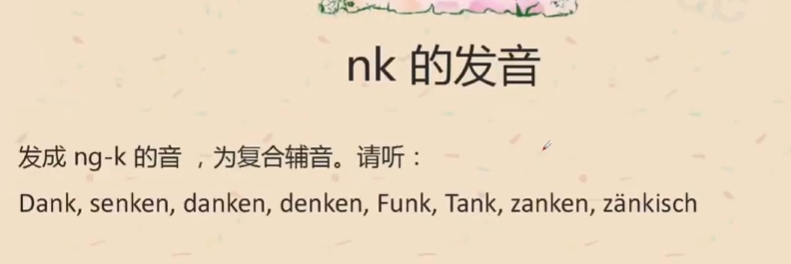 nk 的发音
发成 ng-k 的音 ，为复合辅音。请听：
Dank, senken, danken, denken, Funk, Tank, zanken, zänkisch